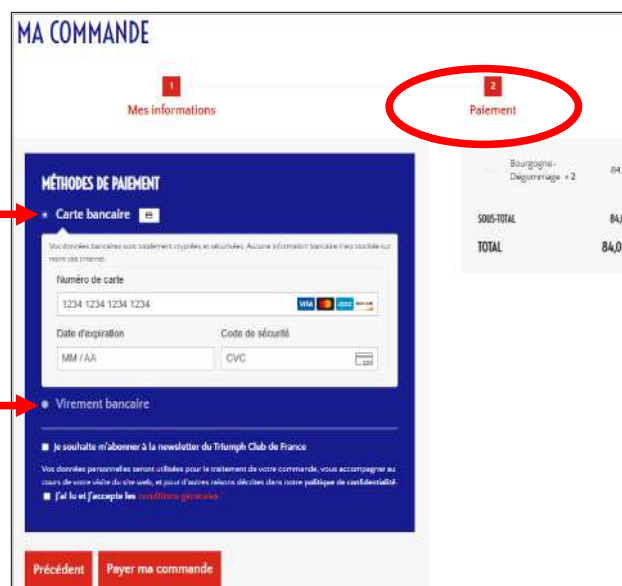 MA COMMANDE
1
Mes informations
2
Paiement
MÉTHODES DE PAIEMENT
Carte bancaire
Vos données bancaires sont totalement cryptées et sécurisées. Aucune information bancaire n'est stockée sur
notre site internet.
Numéro de carte
1234 1234 1234 1234
VISA
Date d'expiration
Code de sécurité
MM / AA
CVC
Virement bancaire
Je souhaite m'abonner à la newsletter du Triumph Club de France
Vos données personnelles seront utilisées pour le traitement de votre commande, vous accompagner au
cours de votre visite du site web, et pour d'autres raisons décrites dans notre politique de confidentialité.
J'ai lu et j'accepte les conditions générales
Précédent
Payer ma commande
Bourgogne-
Dégommage × 2
84,
SOUS-TOTAL
84,
TOTAL
84,0